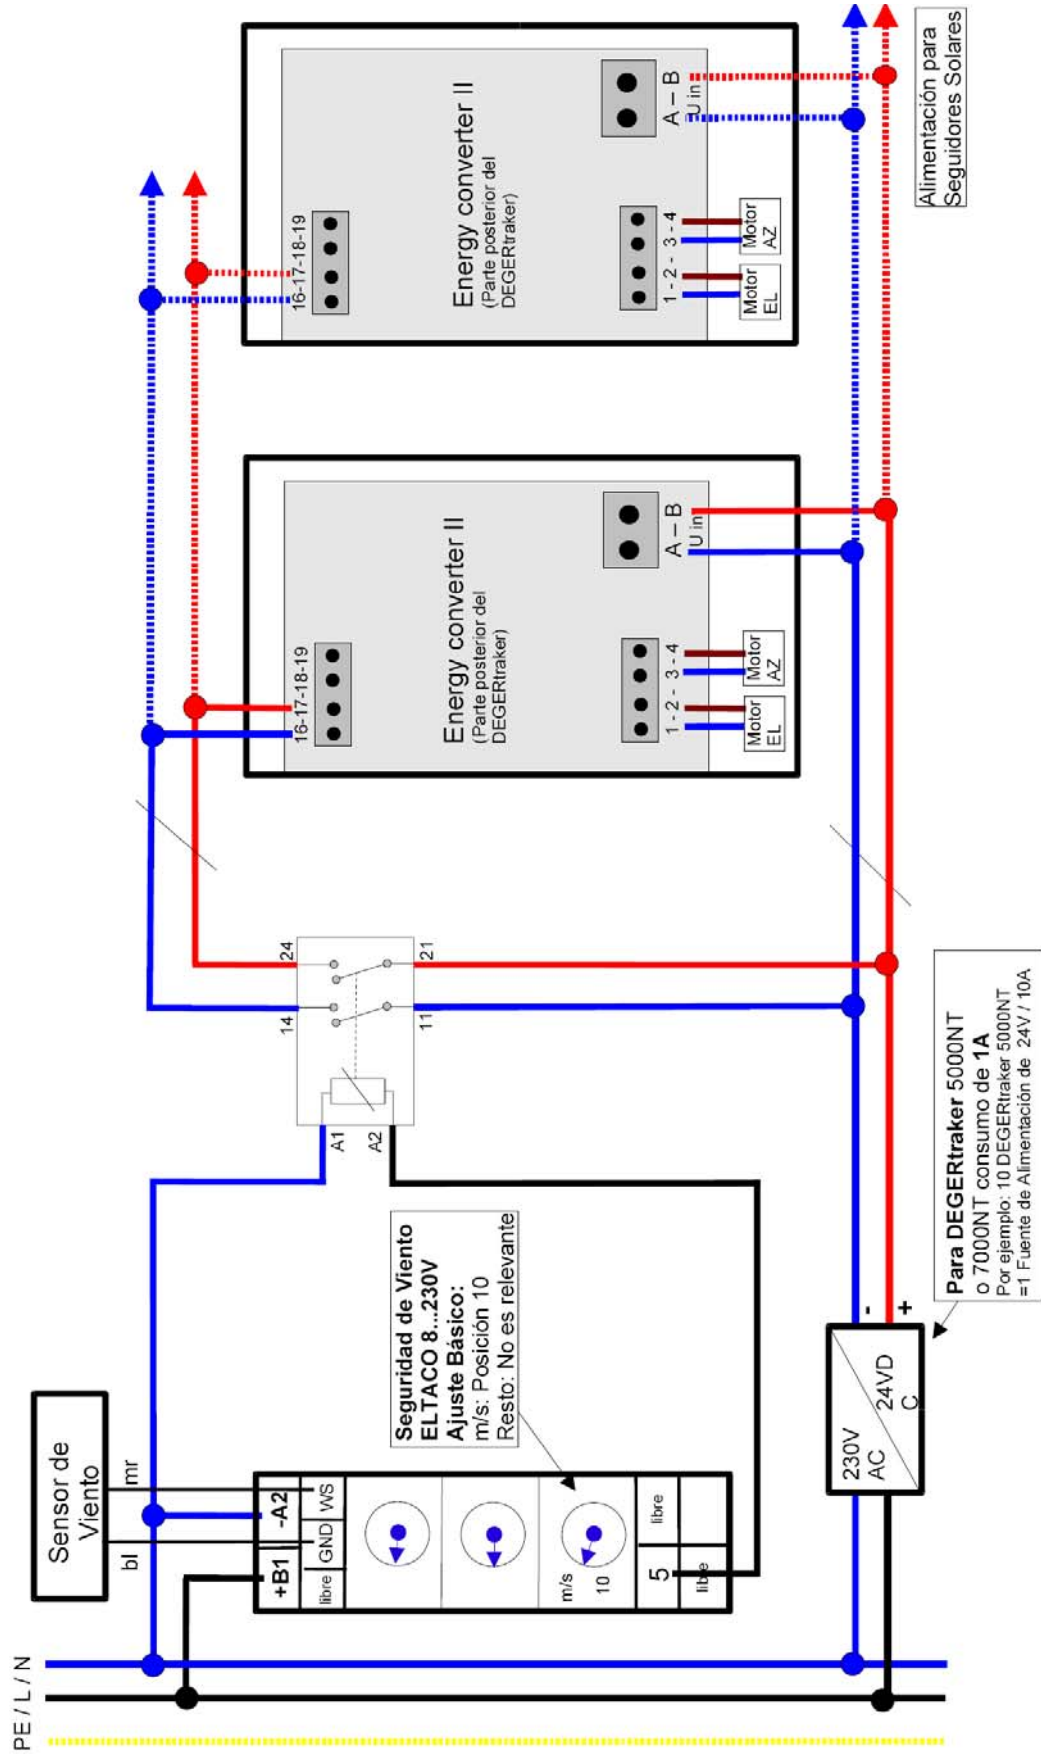 PE / L / N
Sensor de
Viento
bl
mr
+B1
-A2
libre
GND
WS
m/s
10
5
libre
libre
Seguridad de Viento
ELTACO 8...230V
Ajuste Básico:
m/s: Posición 10
Resto: No es relevante
A1
A2
14
24
11
21
230V
AC
24VD
C
-
+
Para DEGERtraker 5000NT
o 7000NT consumo de 1A
Por ejemplo: 10 DEGERtraker 5000NT
=1 Fuente de Alimentación de 24V / 10A
16-17-18-19
Energy converter II
(Parte posterior del
DEGERtraker)
1 - 2 - 3 - 4
A – B
U in
Motor
EL
Motor
AZ
16-17-18-19
Energy converter II
(Parte posterior del
DEGERtraker)
1 - 2 - 3 - 4
A – B
U in
Motor
EL
Motor
AZ
Alimentación para
Seguidores Solares